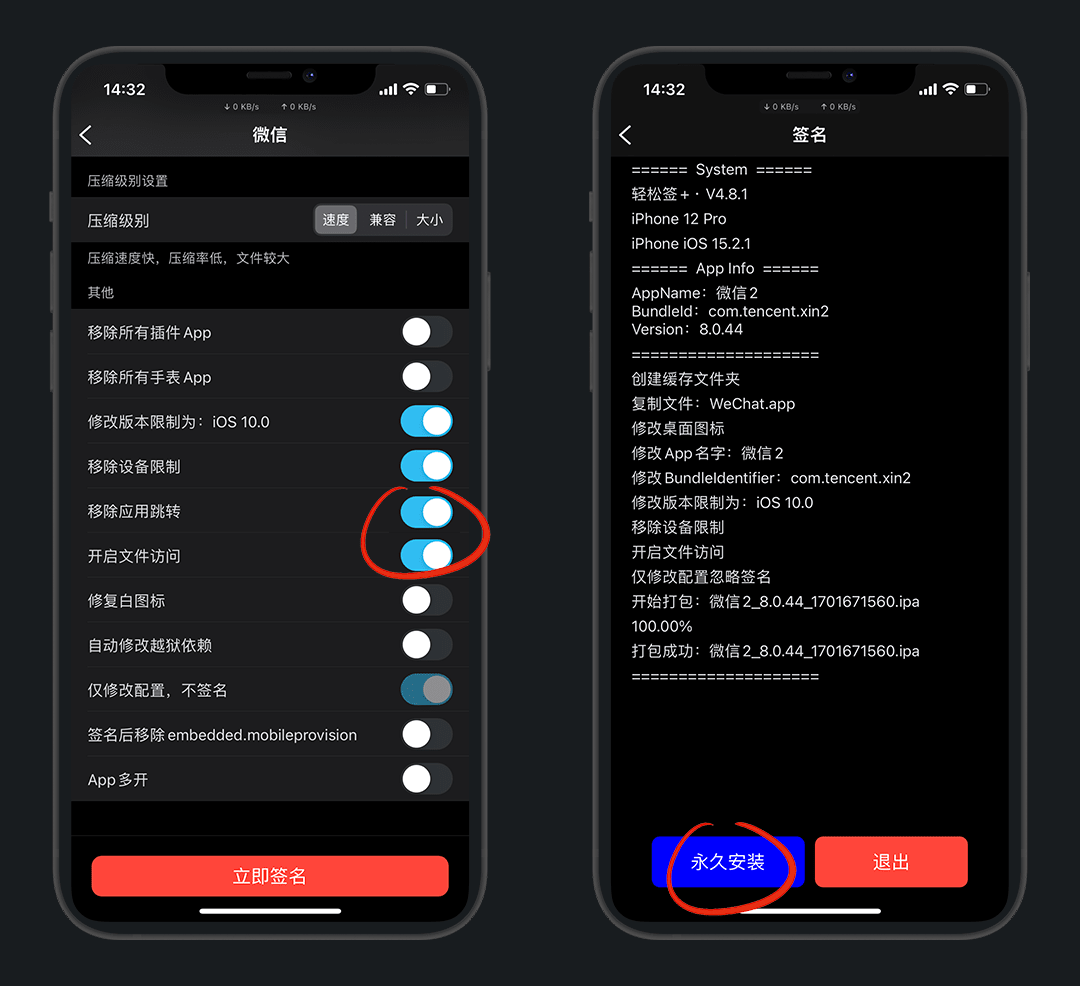 14:32
↓ 0 KB/s ↑ 0 KB/s
微信
压缩级别设置
压缩级别 速度 兼容 大小
压缩速度快，压缩率低，文件较大
其他
移除所有插件 App
移除所有手表 App
修改版本限制为：iOS 10.0
移除设备限制
移除应用跳转
开启文件访问
修复白图标
自动修改越狱依赖
仅修改配置，不签名
签名后移除 embedded.mobileprovision
App 多开
立即签名
14:32
↓ 0 KB/s ↑ 0 KB/s
签名
====== System ======
轻松签＋ · V4.8.1
iPhone 12 Pro
iPhone iOS 15.2.1
====== App Info ======
AppName：微信 2
BundleId：com.tencent.xin2
Version：8.0.44
====================
创建缓存文件夹
复制文件：WeChat.app
修改桌面图标
修改 App 名字：微信 2
修改 BundleIdentifier：com.tencent.xin2
修改版本限制为：iOS 10.0
移除设备限制
开启文件访问
仅修改配置忽略签名
开始打包：微信 2_8.0.44_1701671560.ipa
100.00%
打包成功：微信 2_8.0.44_1701671560.ipa
====================
永久安装 退出